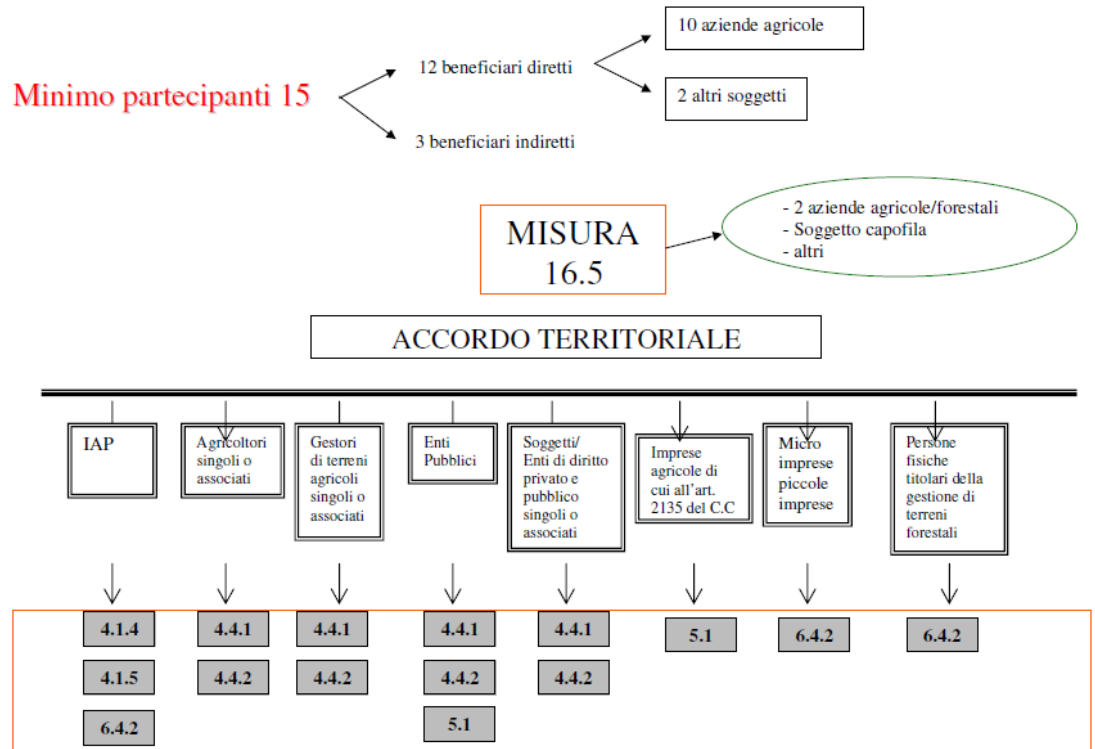 10 aziende agricole
12 beneficiari diretti
Minimo partecipanti 15
2 altri soggetti
3 beneficiari indiretti
MISURA
16.5
- 2 aziende agricole/forestali
- Soggetto capofila
- altri
ACCORDO TERRITORIALE
IAP
Agricoltori
singoli o
associati
Gestori
di terreni
agricoli
singoli o
associati
Enti
Pubblici
Soggetti/
Enti di diritto
privato e
pubblico
singoli o
associati
Imprese
agricole di
cui all'art.
2135 del C.C
Micro
imprese
piccole
imprese
Persone
fisiche
titolari della
gestione di
terreni
forestali
4.1.4
4.1.5
6.4.2
4.4.1
4.4.2
4.4.1
4.4.2
4.4.1
4.4.2
5.1
4.4.1
4.4.2
5.1
6.4.2
6.4.2